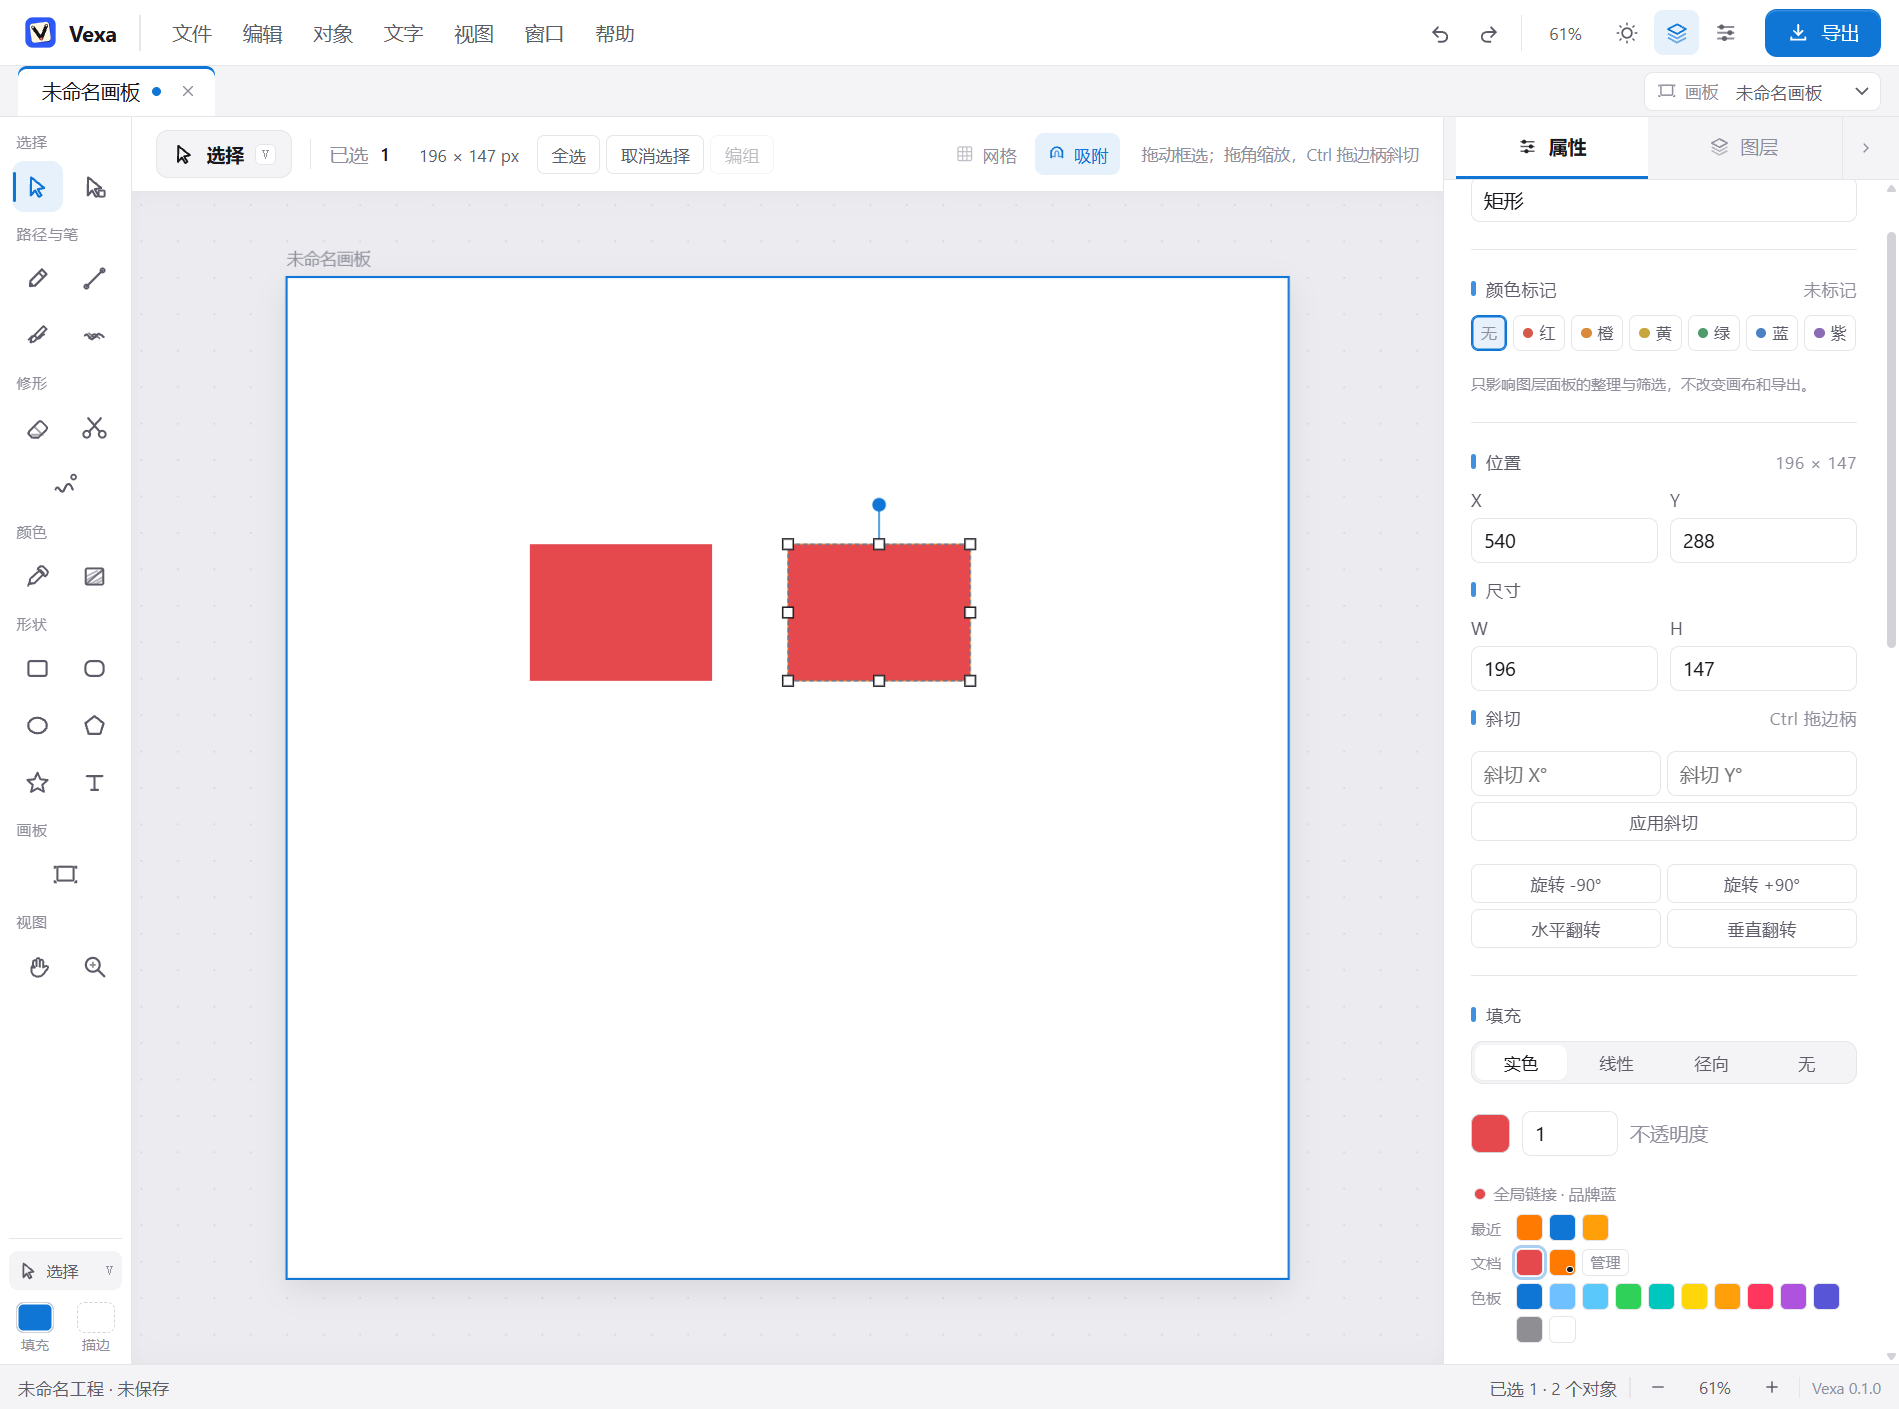 Vexa 文件 编辑 对象 文字 视图 窗口 帮助 61% 导出
未命名画板 画板 未命名画板
选择 V 已选 1 196 × 147 px 全选 取消选择 编组 网格 吸附 拖动框选；拖角缩放，Ctrl 拖边柄斜切
属性 图层
选择
路径与笔
修形
颜色
形状
画板
视图
选择 V
填充 描边
未命名画板
矩形
颜色标记 未标记
无 红 橙 黄 绿 蓝 紫
只影响图层面板的整理与筛选，不改变画布和导出。
位置 196 × 147
X Y
540 288
尺寸
W H
196 147
斜切 Ctrl 拖边柄
斜切 X° 斜切 Y°
应用斜切
旋转 -90° 旋转 +90°
水平翻转 垂直翻转
填充
实色 线性 径向 无
1 不透明度
全局链接 · 品牌蓝
最近
文档 管理
色板
未命名工程 · 未保存 已选 1 · 2 个对象 − 61% + Vexa 0.1.0